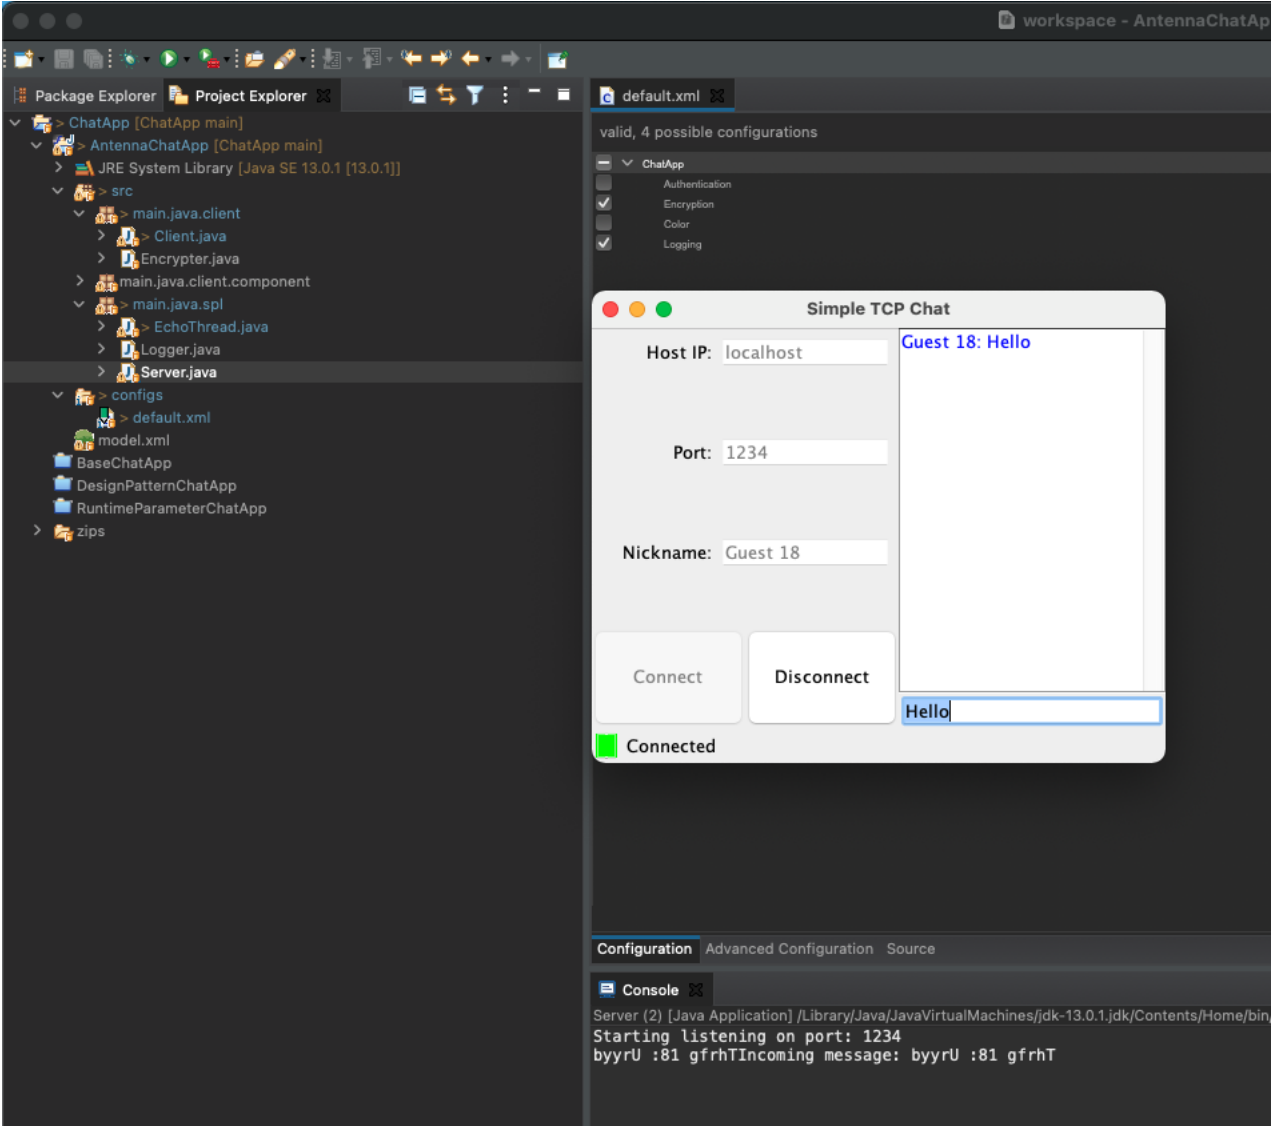 workspace - AntennaChatAp
Package Explorer
Project Explorer
> ChatApp [ChatApp main]
> AntennaChatApp [ChatApp main]
JRE System Library [Java SE 13.0.1 [13.0.1]]
> src
> main.java.client
> Client.java
Encrypter.java
main.java.client.component
> main.java.spl
> EchoThread.java
Logger.java
Server.java
> configs
> default.xml
model.xml
BaseChatApp
DesignPatternChatApp
RuntimeParameterChatApp
zips
default.xml
valid, 4 possible configurations
ChatApp
Authentication
Encryption
Color
Logging
Simple TCP Chat
Host IP: localhost
Port: 1234
Nickname: Guest 18
Connect
Disconnect
Connected
Guest 18: Hello
Hello
Configuration Advanced Configuration Source
Console
Server (2) [Java Application] /Library/Java/JavaVirtualMachines/jdk-13.0.1.jdk/Contents/Home/bin/
Starting listening on port: 1234
byyrU :81 gfrhTIncoming message: byyrU :81 gfrhT